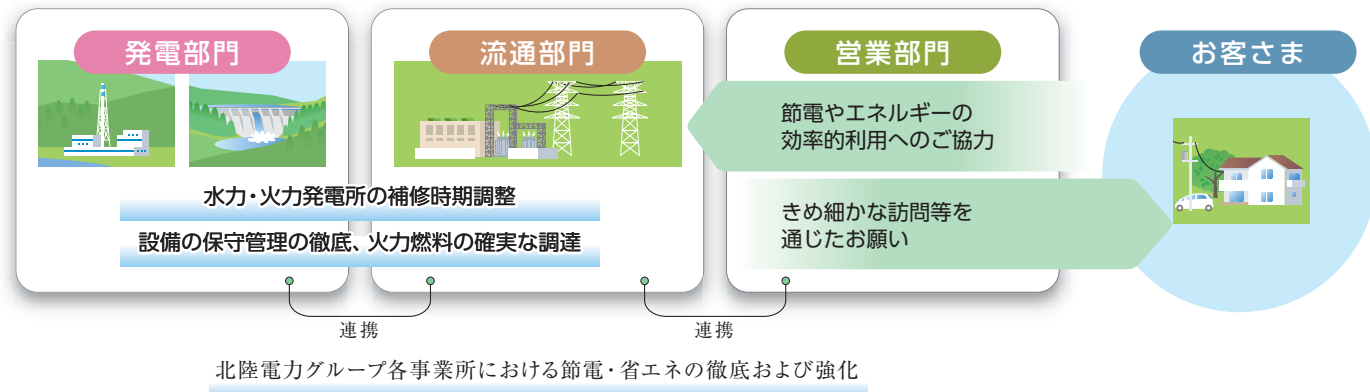 発電部門
流通部門
営業部門
お客さま
節電やエネルギーの
効率的利用へのご協力
水力・火力発電所の補修時期調整
きめ細かな訪問等を
通じたお願い
設備の保守管理の徹底、火力燃料の確実な調達
連携
連携
北陸電力グループ各事業所における節電・省エネの徹底および強化